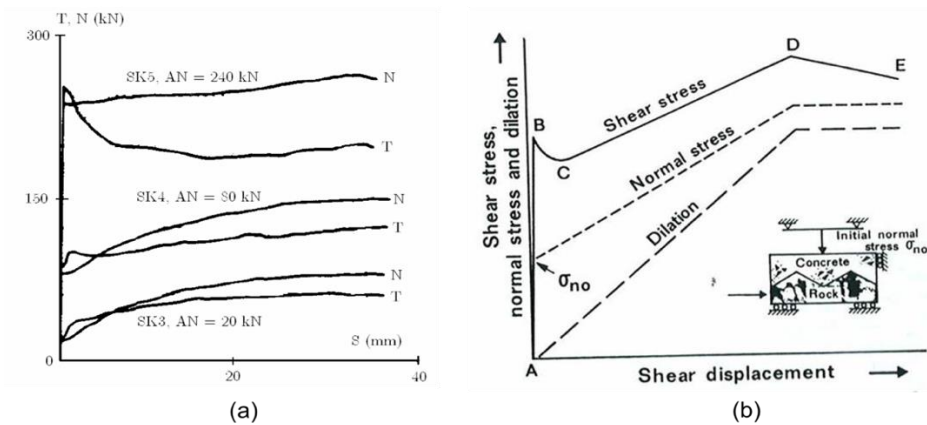 T, N (kN)
300
SK5, AN = 240 kN
N
T
150
SK4, AN = 80 kN
N
T
N
T
SK3, AN = 20 kN
S (mm)
0
20
40
(a)
Shear stress,
normal stress and dilation
B
C
D
E
Shear stress
Normal stress
Dilation
σno
Initial normal
stress σno
Concrete
Rock
A
Shear displacement
(b)